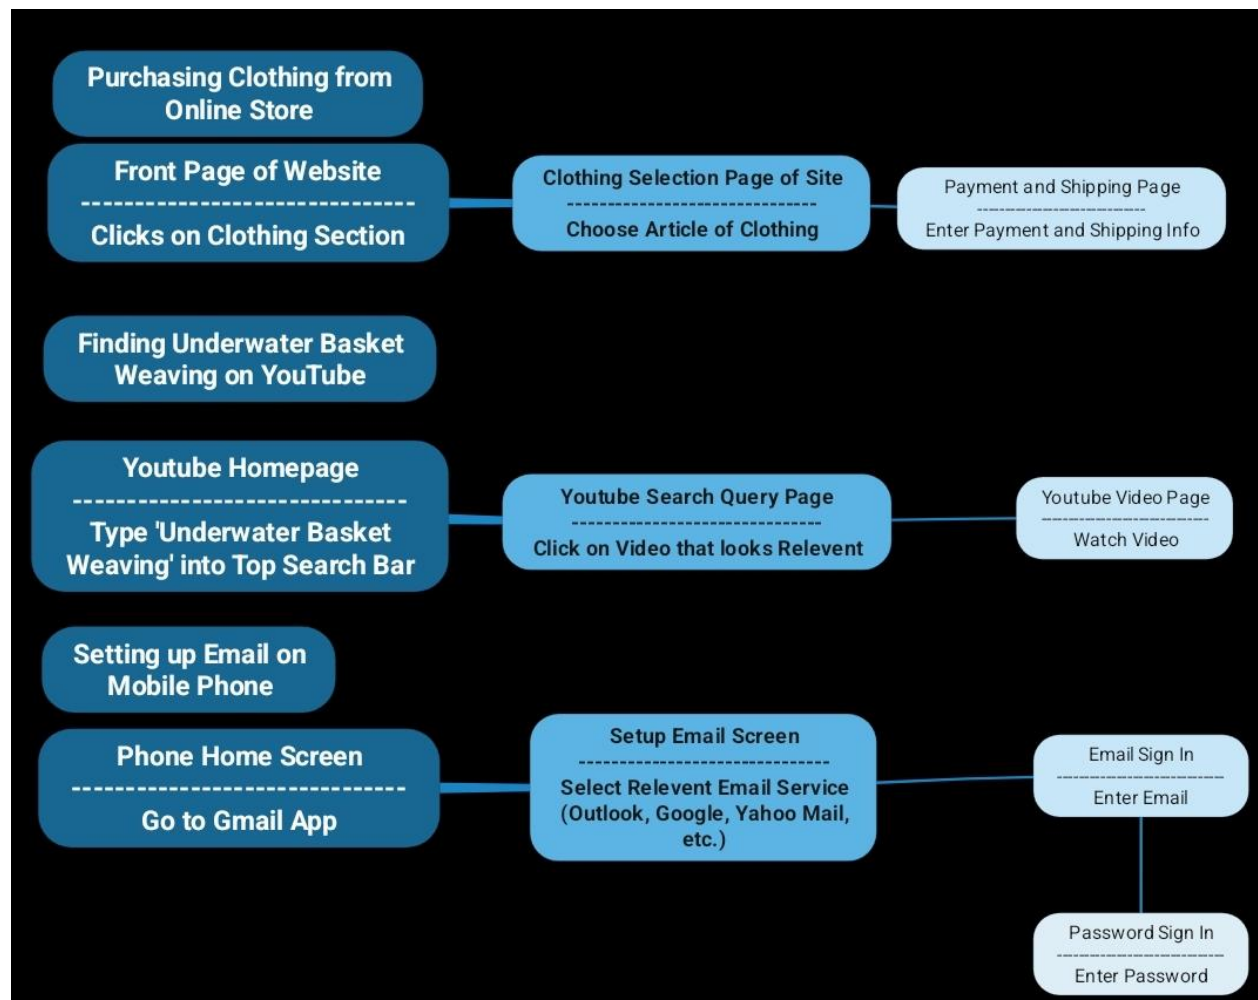 Purchasing Clothing from
Online Store
Front Page of Website
-------------------------------
Clicks on Clothing Section
Clothing Selection Page of Site
-------------------------------
Choose Article of Clothing
Payment and Shipping Page
-------------------------------
Enter Payment and Shipping Info
Finding Underwater Basket
Weaving on YouTube
Youtube Homepage
-------------------------------
Type 'Underwater Basket
Weaving' into Top Search Bar
Youtube Search Query Page
-------------------------------
Click on Video that looks Relevent
Youtube Video Page
-------------------------------
Watch Video
Setting up Email on
Mobile Phone
Phone Home Screen
-------------------------------
Go to Gmail App
Setup Email Screen
-------------------------------
Select Relevent Email Service
(Outlook, Google, Yahoo Mail,
etc.)
Email Sign In
-------------------------------
Enter Email
Password Sign In
-------------------------------
Enter Password